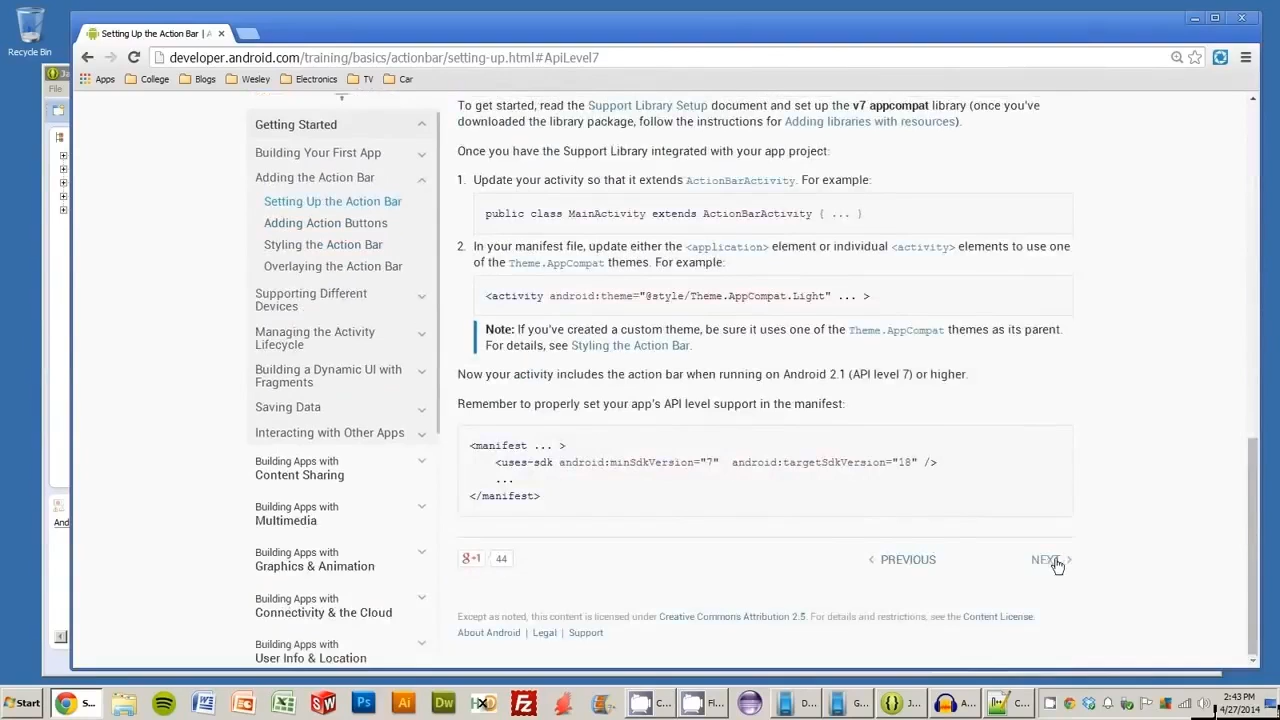 Recycle Bin
Setting Up the Action Bar | A
developer.android.com/training/basics/actionbar/setting-up.html#ApiLevel7
Apps College Blogs Wesley Electronics TV Car
File
Getting Started
Building Your First App
Adding the Action Bar
Setting Up the Action Bar
Adding Action Buttons
Styling the Action Bar
Overlaying the Action Bar
Supporting Different
Devices
Managing the Activity
Lifecycle
Building a Dynamic UI with
Fragments
Saving Data
Interacting with Other Apps
Building Apps with
Content Sharing
Building Apps with
Multimedia
Building Apps with
Graphics & Animation
Building Apps with
Connectivity & the Cloud
Building Apps with
User Info & Location
To get started, read the Support Library Setup document and set up the v7 appcompat library (once you've
downloaded the library package, follow the instructions for Adding libraries with resources).
Once you have the Support Library integrated with your app project:
1. Update your activity so that it extends ActionBarActivity. For example:
public class MainActivity extends ActionBarActivity { ... }
2. In your manifest file, update either the <application> element or individual <activity> elements to use one
of the Theme.AppCompat themes. For example:
<activity android:theme="@style/Theme.AppCompat.Light" ... >
Note: If you've created a custom theme, be sure it uses one of the Theme.AppCompat themes as its parent.
For details, see Styling the Action Bar.
Now your activity includes the action bar when running on Android 2.1 (API level 7) or higher.
Remember to properly set your app's API level support in the manifest:
<manifest ... >
<uses-sdk android:minSdkVersion="7" android:targetSdkVersion="18" />
...
</manifest>
g+1 44
< PREVIOUS
NEXT >
Except as noted, this content is licensed under Creative Commons Attribution 2.5. For details and restrictions, see the Content License.
About Android | Legal | Support
And
Start S... C... Fi... D... G... J... A... C...
2:43 PM
4/27/2014